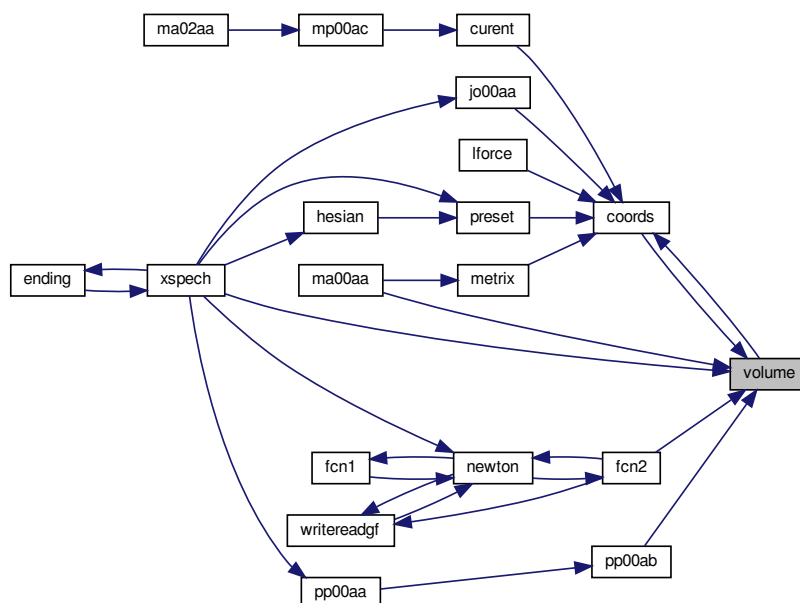 ma02aa
mp00ac
curent
jo00aa
lforce
hesian
preset
coords
ending
xspech
ma00aa
metrix
volume
fcn1
newton
fcn2
writereadgf
pp00ab
pp00aa